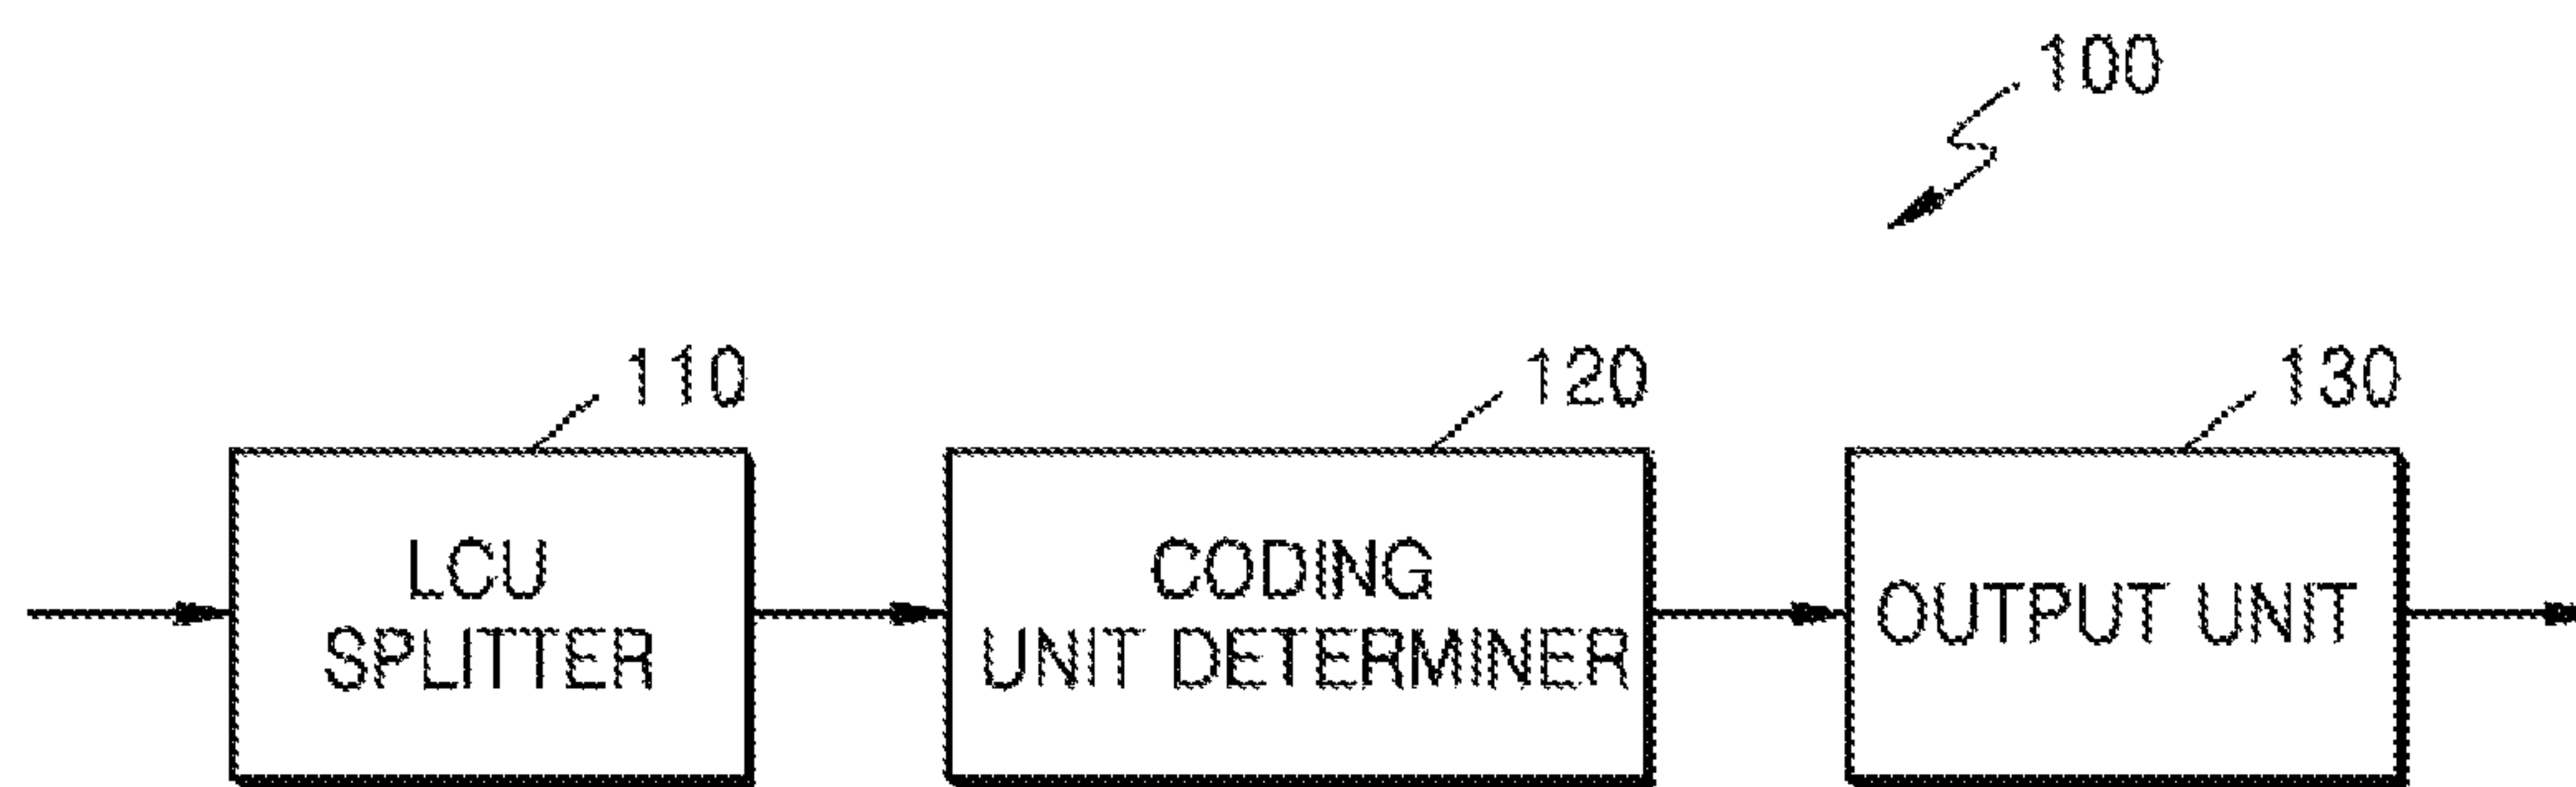 100
110
120
130
LCU
SPLITTER
CODING
UNIT DETERMINER
OUTPUT UNIT